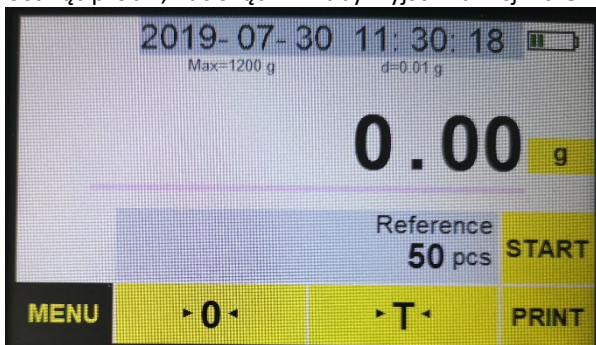 2019-07-30 11:30:18
Max=1200 g d=0.01 g
0.00 g
Reference
50 pcs
START
MENU ▸0◂ ▸T◂ PRINT